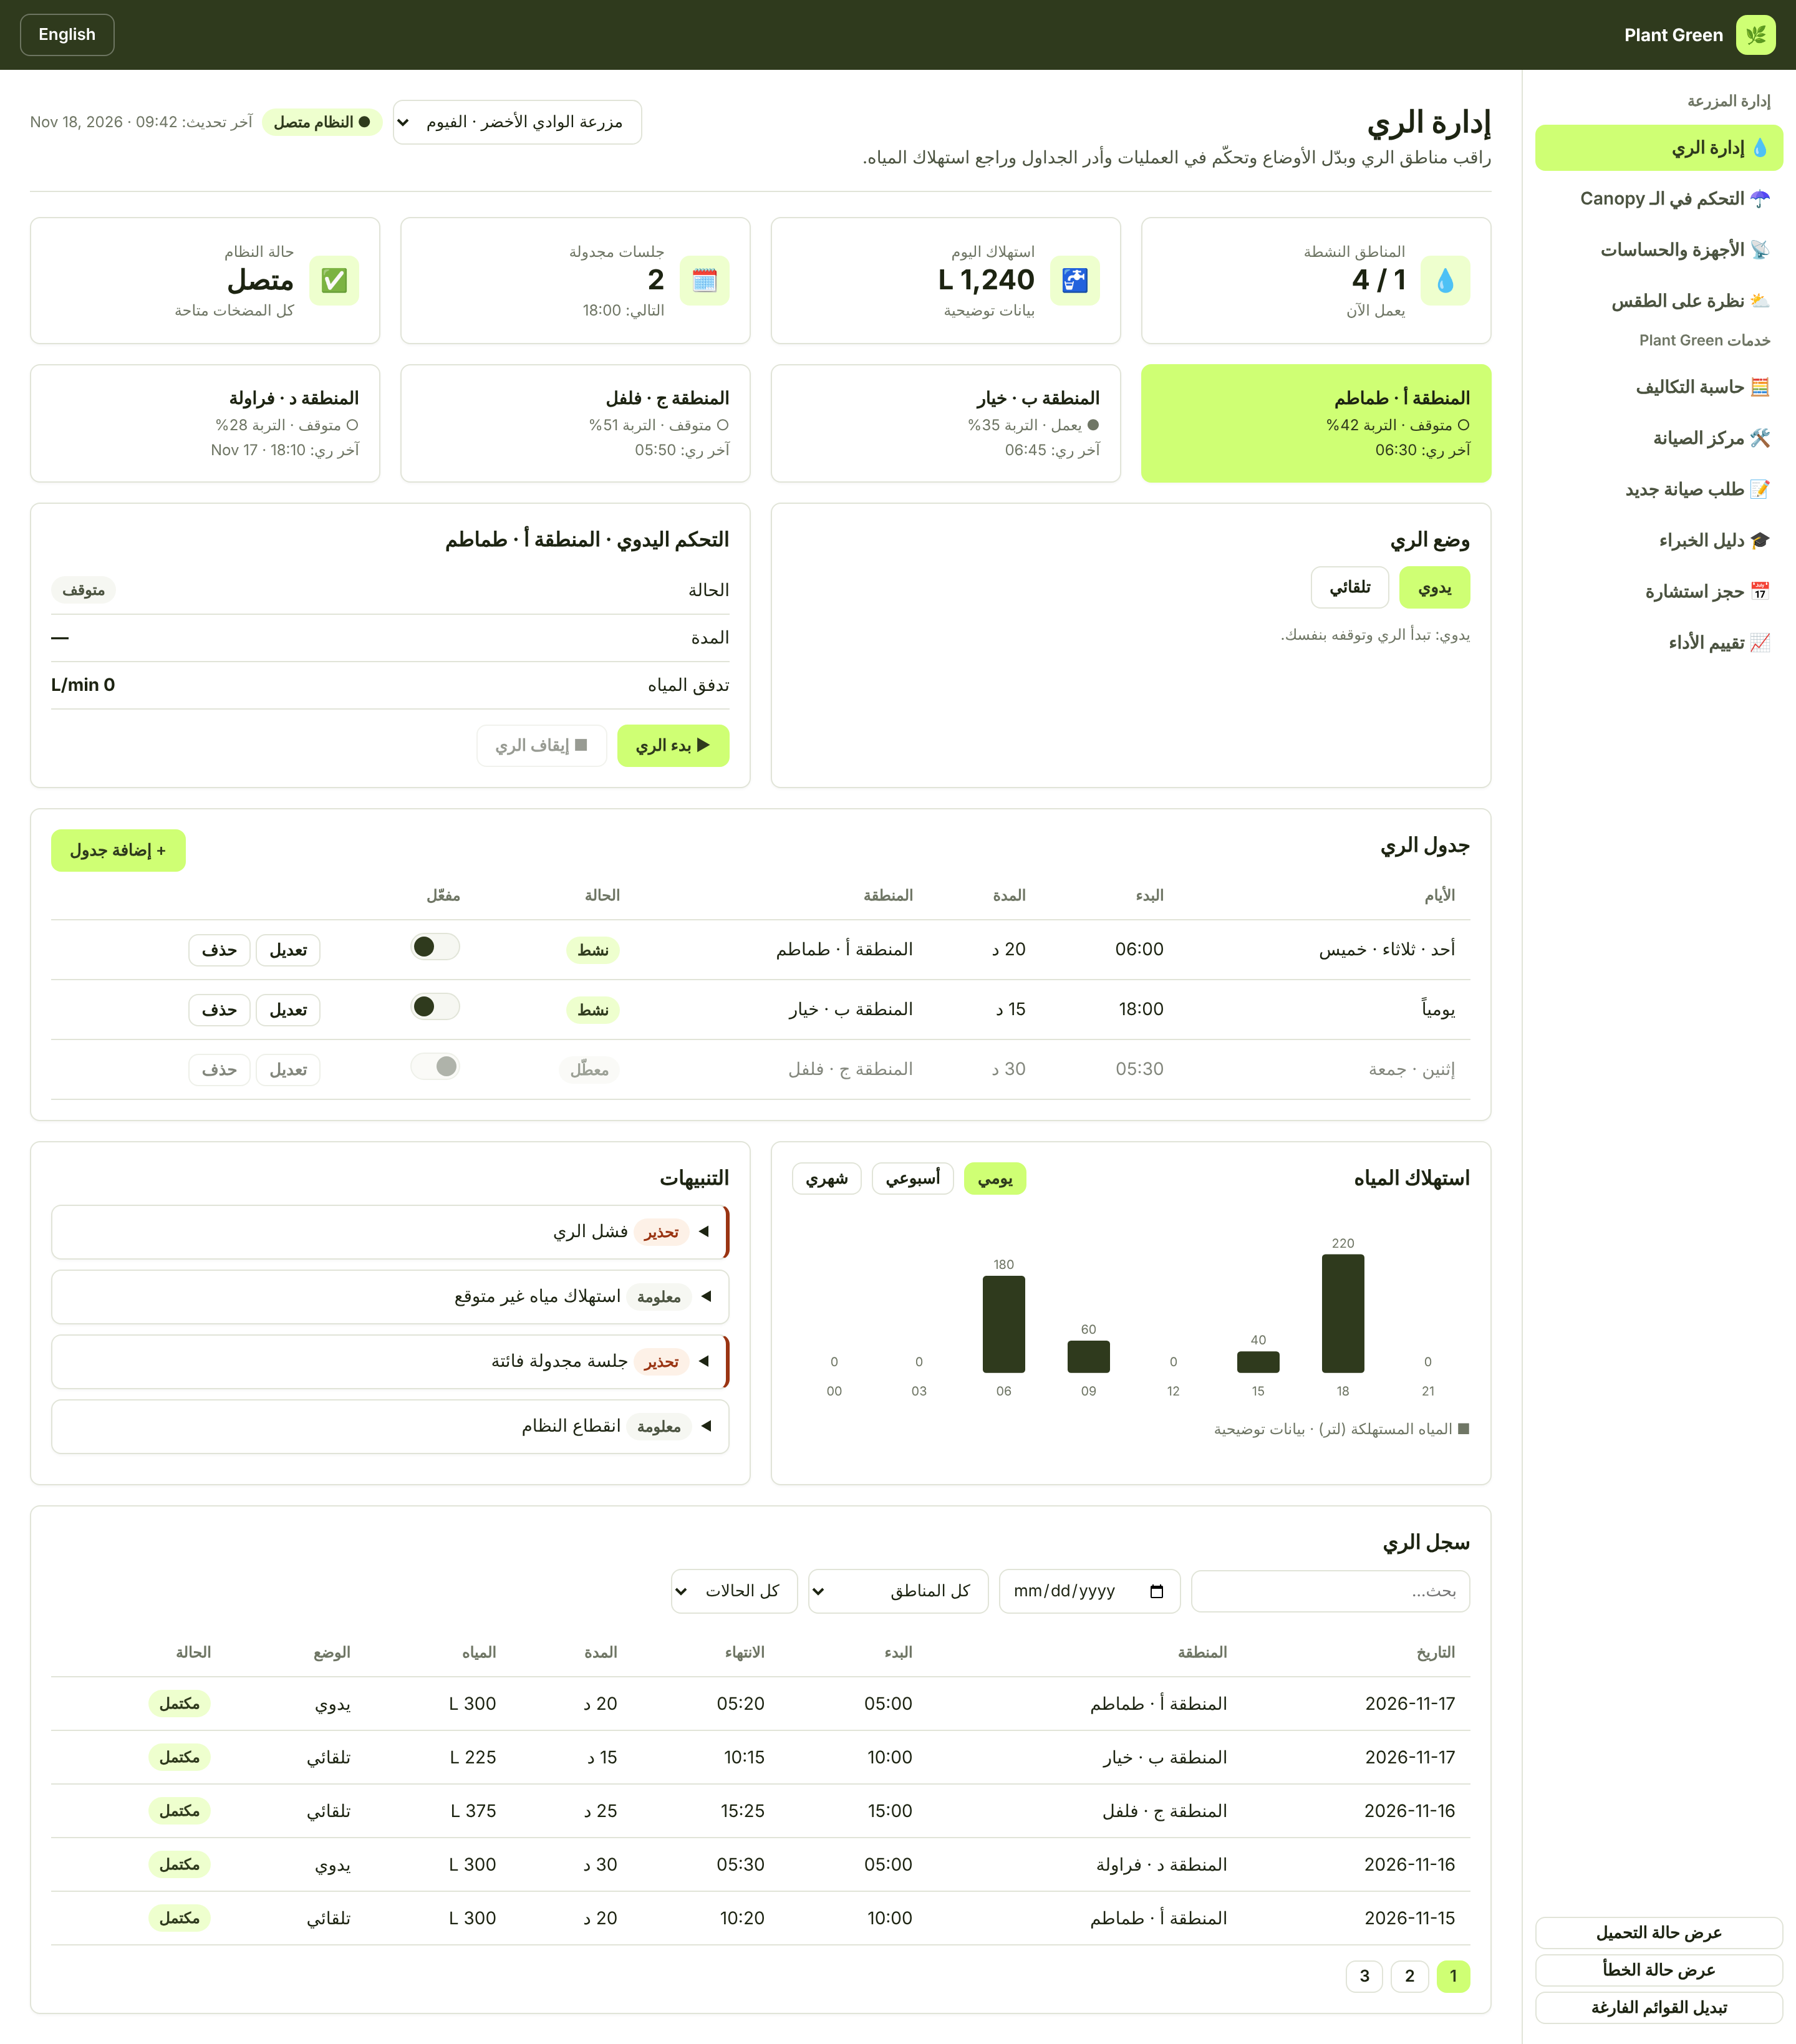 Plant Green
English
إدارة المزرعة
إدارة الري
التحكم في الـ Canopy
الأجهزة والحساسات
نظرة على الطقس
خدمات Plant Green
حاسبة التكاليف
مركز الصيانة
طلب صيانة جديد
دليل الخبراء
حجز استشارة
تقييم الأداء
عرض حالة التحميل
عرض حالة الخطأ
تبديل القوائم الفارغة
إدارة الري
راقب مناطق الري وبدّل الأوضاع وتحكّم في العمليات وأدر الجداول وراجع استهلاك المياه.
مزرعة الوادي الأخضر · الفيوم
● النظام متصل
آخر تحديث: Nov 18, 2026 · 09:42
المناطق النشطة
4 / 1
يعمل الآن
استهلاك اليوم
1,240 L
بيانات توضيحية
جلسات مجدولة
2
التالي: 18:00
حالة النظام
متصل
كل المضخات متاحة
المنطقة أ · طماطم
○ متوقف · التربة 42%
آخر ري: 06:30
المنطقة ب · خيار
● يعمل · التربة 35%
آخر ري: 06:45
المنطقة ج · فلفل
○ متوقف · التربة 51%
آخر ري: 05:50
المنطقة د · فراولة
○ متوقف · التربة 28%
آخر ري: Nov 17 · 18:10
وضع الري
يدوي تلقائي
يدوي: تبدأ الري وتوقفه بنفسك.
التحكم اليدوي · المنطقة أ · طماطم
الحالة متوقف
المدة —
تدفق المياه 0 L/min
▶ بدء الري ■ إيقاف الري
جدول الري
+ إضافة جدول
الأيام البدء المدة المنطقة الحالة مفعّل
أحد · ثلاثاء · خميس 06:00 20 د المنطقة أ · طماطم نشط تعديل حذف
يومياً 18:00 15 د المنطقة ب · خيار نشط تعديل حذف
إثنين · جمعة 05:30 30 د المنطقة ج · فلفل معطّل تعديل حذف
استهلاك المياه
يومي أسبوعي شهري
0 0 180 60 0 40 220 0
00 03 06 09 12 15 18 21
■ المياه المستهلكة (لتر) · بيانات توضيحية
التنبيهات
تحذير فشل الري
معلومة استهلاك مياه غير متوقع
تحذير جلسة مجدولة فائتة
معلومة انقطاع النظام
سجل الري
بحث... mm/dd/yyyy كل المناطق كل الحالات
التاريخ المنطقة البدء الانتهاء المدة المياه الوضع الحالة
2026-11-17 المنطقة أ · طماطم 05:00 05:20 20 د 300 L يدوي مكتمل
2026-11-17 المنطقة ب · خيار 10:00 10:15 15 د 225 L تلقائي مكتمل
2026-11-16 المنطقة ج · فلفل 15:00 15:25 25 د 375 L تلقائي مكتمل
2026-11-16 المنطقة د · فراولة 05:00 05:30 30 د 300 L يدوي مكتمل
2026-11-15 المنطقة أ · طماطم 10:00 10:20 20 د 300 L تلقائي مكتمل
1 2 3